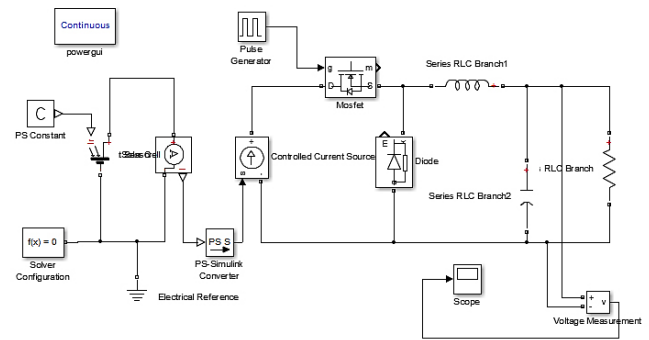 Continuous
powergui
Pulse
Generator
g
m
D
S
Mosfet
Series RLC Branch1
C
PS Constant
A
I
+
s
-
Controlled Current Source
E
Diode
RLC Branch
Series RLC Branch2
f(x) = 0
Solver
Configuration
PS S
PS-Simulink
Converter
Electrical Reference
Scope
+
-
v
Voltage Measurement